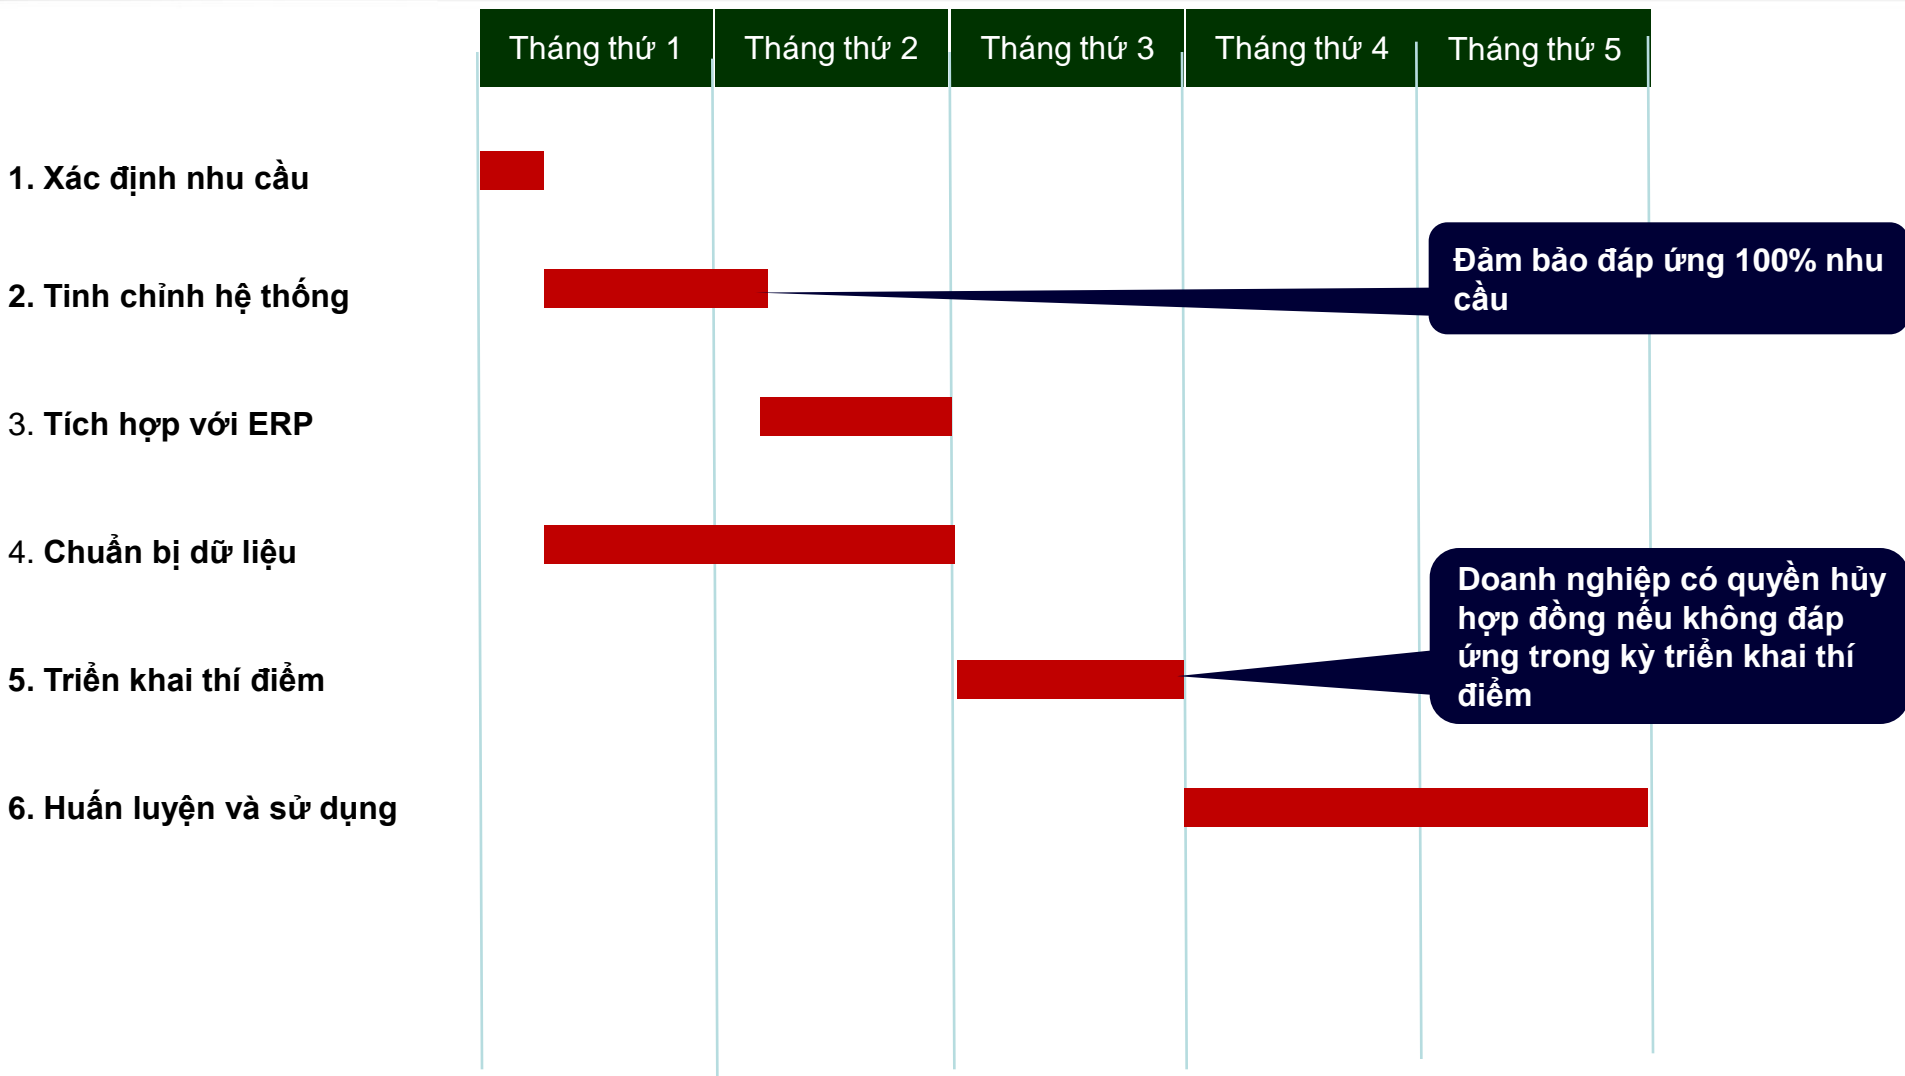 Tháng thứ 1
Tháng thứ 2
Tháng thứ 3
Tháng thứ 4
Tháng thứ 5
1. Xác định nhu cầu
2. Tinh chỉnh hệ thống
Đảm bảo đáp ứng 100% nhu
cầu
3. Tích hợp với ERP
4. Chuẩn bị dữ liệu
5. Triển khai thí điểm
Doanh nghiệp có quyền hủy
hợp đồng nếu không đáp
ứng trong kỳ triển khai thí
điểm
6. Huấn luyện và sử dụng